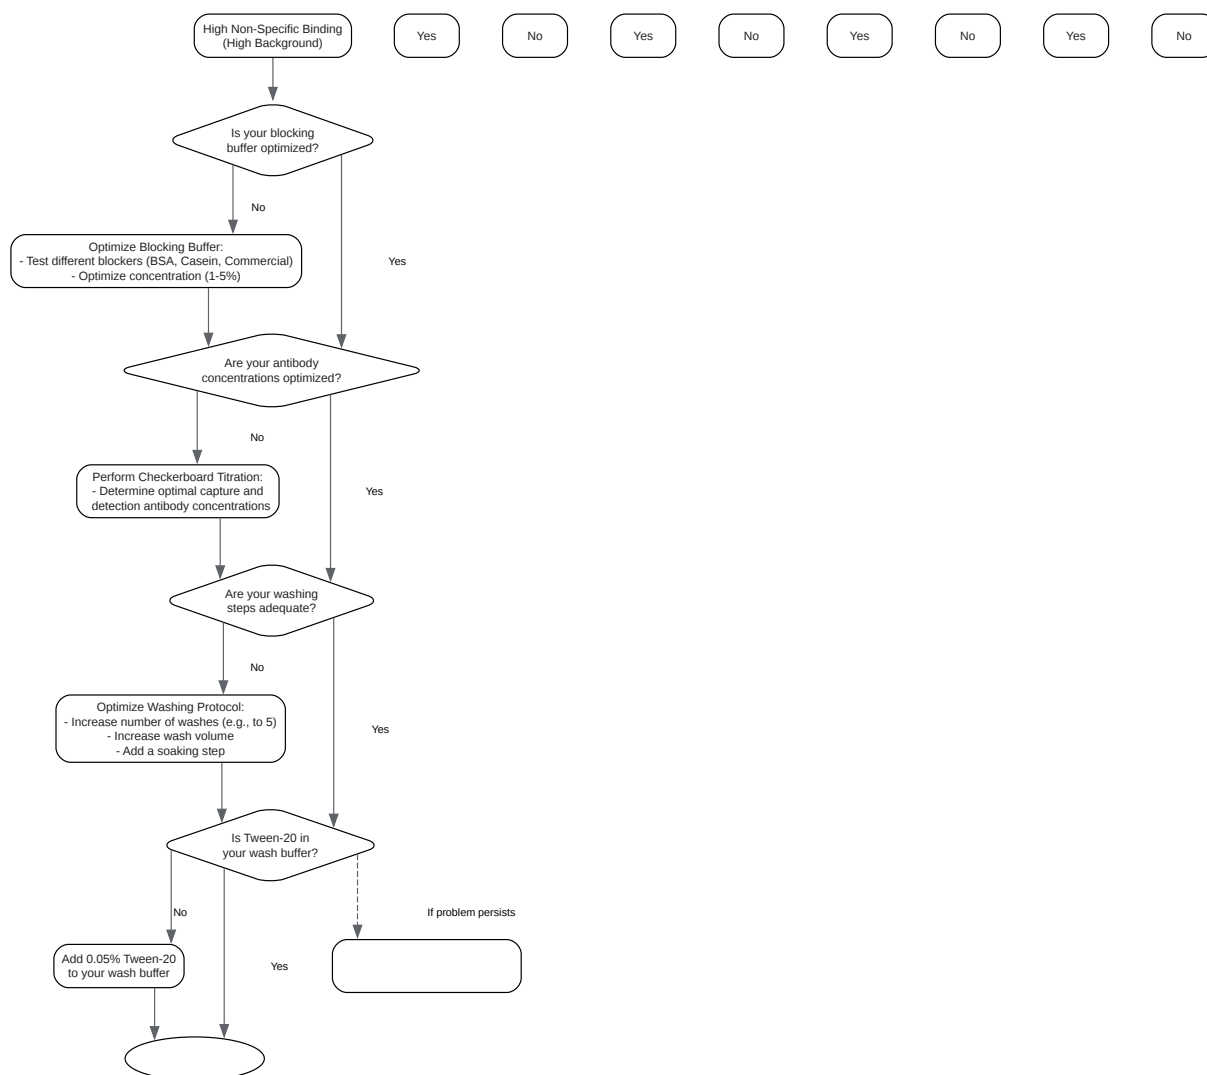 High Non-Specific Binding
(High Background)
Yes
No
Yes
No
Yes
No
Yes
No
Is your blocking
buffer optimized?
No
Optimize Blocking Buffer:
- Test different blockers (BSA, Casein, Commercial)
- Optimize concentration (1-5%)
Yes
Are your antibody
concentrations optimized?
No
Perform Checkerboard Titration:
- Determine optimal capture and
detection antibody concentrations
Yes
Are your washing
steps adequate?
No
Optimize Washing Protocol:
- Increase number of washes (e.g., to 5)
- Increase wash volume
- Add a soaking step
Yes
Is Tween-20 in
your wash buffer?
No
If problem persists
Add 0.05% Tween-20
to your wash buffer
Yes